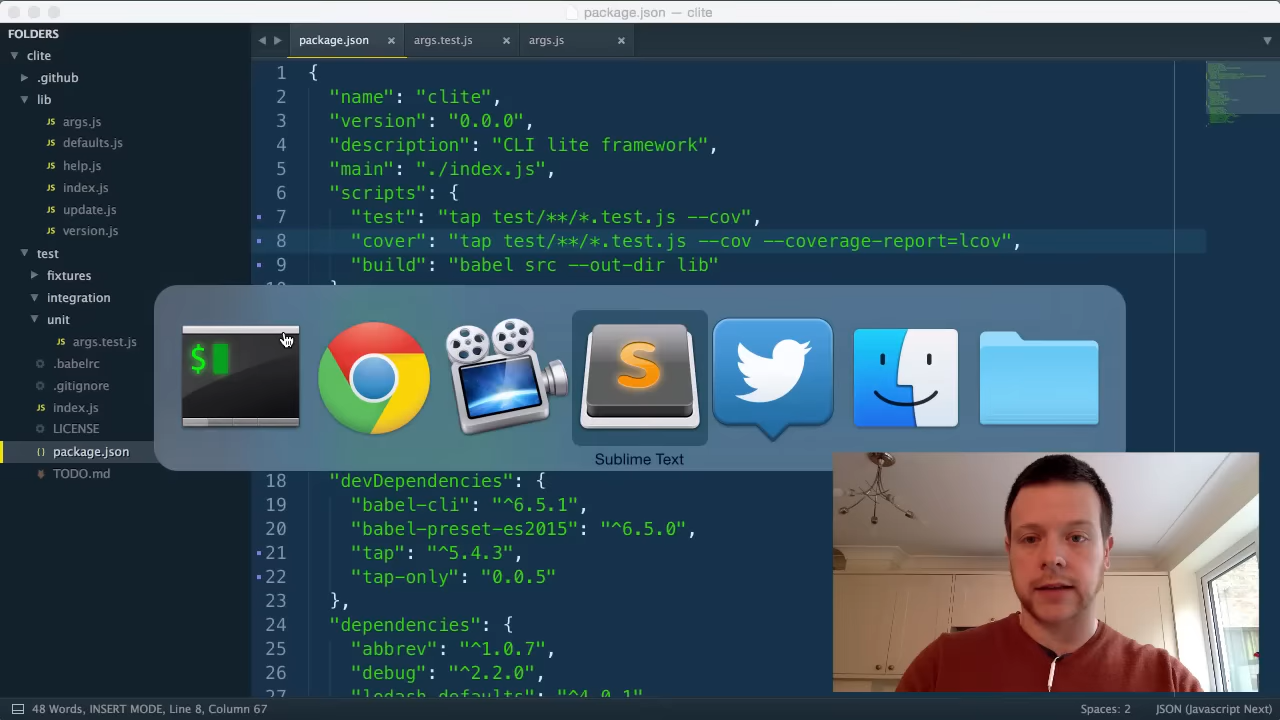 package.json — clite
FOLDERS
clite
.github
lib
args.js
defaults.js
help.js
index.js
update.js
version.js
test
fixtures
integration
unit
args.test.js
.babelrc
.gitignore
index.js
LICENSE
package.json
TODO.md
package.json
args.test.js
args.js
1 {
2 "name": "clite",
3 "version": "0.0.0",
4 "description": "CLI lite framework",
5 "main": "./index.js",
6 "scripts": {
7 "test": "tap test/**/*.test.js --cov",
8 "cover": "tap test/**/*.test.js --cov --coverage-report=lcov",
9 "build": "babel src --out-dir lib"
$
S
Sublime Text
18 "devDependencies": {
19 "babel-cli": "^6.5.1",
20 "babel-preset-es2015": "^6.5.0",
21 "tap": "^5.4.3",
22 "tap-only": "0.0.5"
23 },
24 "dependencies": {
25 "abbrev": "^1.0.7",
26 "debug": "^2.2.0",
27 "lodash.defaults": "^4.0.1"
48 Words, INSERT MODE, Line 8, Column 67
Spaces: 2
JSON (Javascript Next)